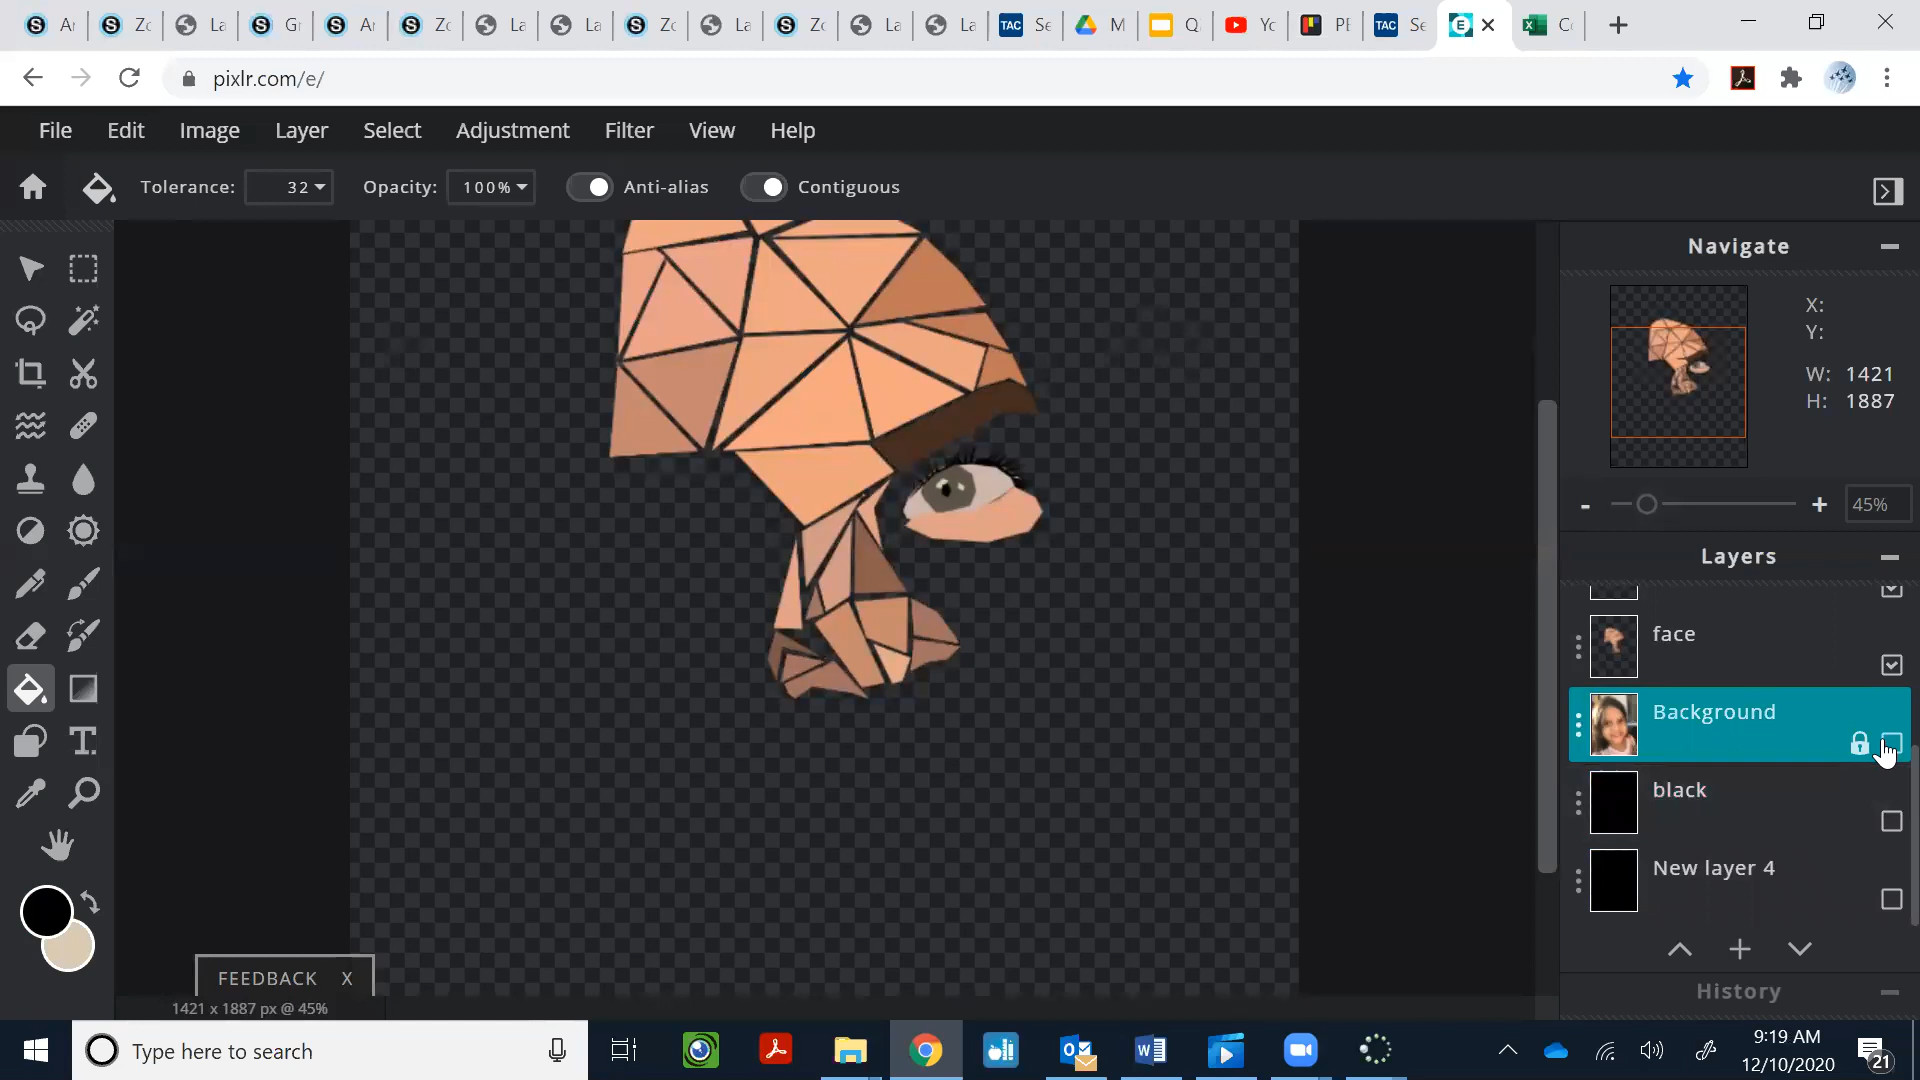 pixlr.com/e/
File Edit Image Layer Select Adjustment Filter View Help
Tolerance: 32 Opacity: 100% Anti-alias Contiguous
Navigate
X:
Y:
W: 1421
H: 1887
- + 45%
Layers
face
Background
black
New layer 4
FEEDBACK X
History
1421 x 1887 px @ 45%
Type here to search
9:19 AM
12/10/2020
21